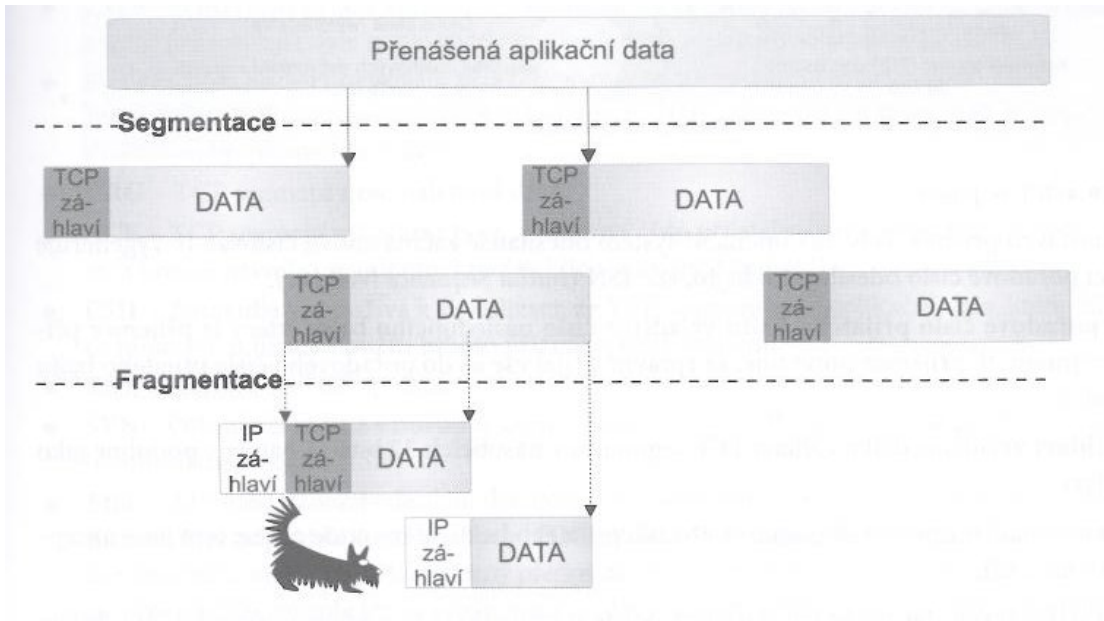 Přenášená aplikační data
Segmentace
TCP
zá-
hlaví
DATA
TCP
zá-
hlaví
DATA
TCP
zá-
hlaví
DATA
TCP
zá-
hlaví
DATA
Fragmentace
IP
zá-
hlaví
TCP
zá-
hlaví
DATA
IP
zá-
hlaví
DATA